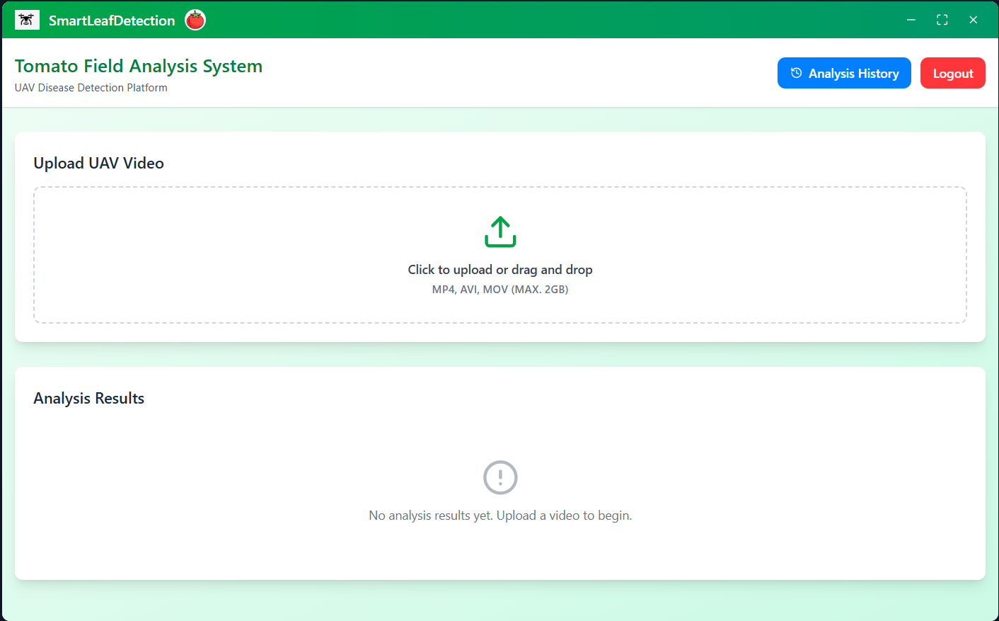 SmartLeafDetection
Tomato Field Analysis System
UAV Disease Detection Platform
Analysis History
Logout
Upload UAV Video
Click to upload or drag and drop
MP4, AVI, MOV (MAX. 2GB)
Analysis Results
No analysis results yet. Upload a video to begin.